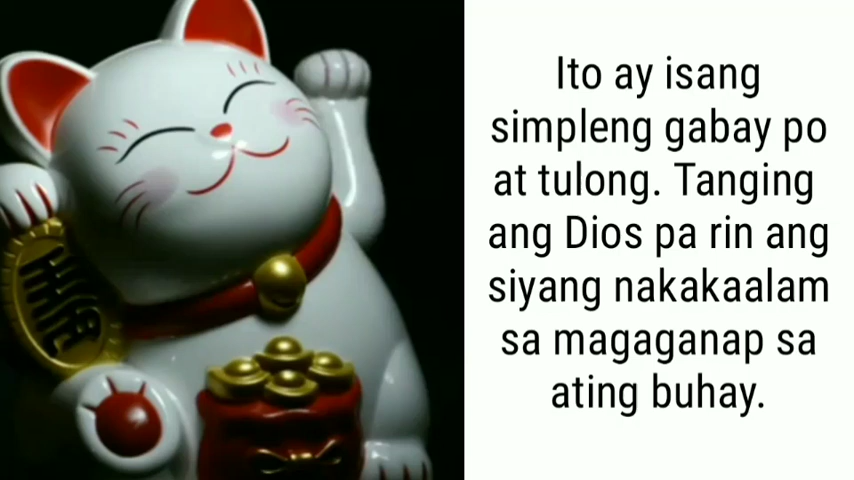 Ito ay isang
simpleng gabay po
at tulong. Tanging
ang Dios pa rin ang
siyang nakakaalam
sa magaganap sa
ating buhay.